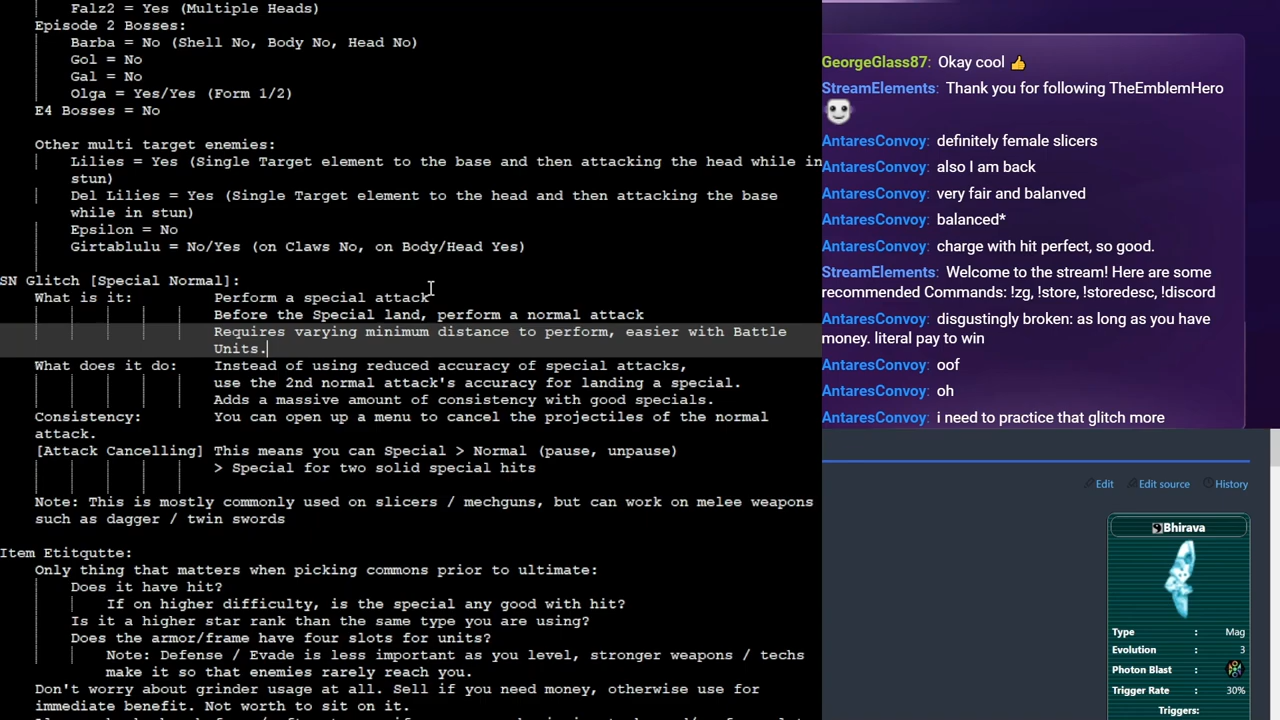 Falz2 = Yes (Multiple Heads)
Episode 2 Bosses:
Barba = No (Shell No, Body No, Head No)
Gol = No
Gal = No
Olga = Yes/Yes (Form 1/2)
E4 Bosses = No
Other multi target enemies:
Lilies = Yes (Single Target element to the base and then attacking the head while in
stun)
Del Lilies = Yes (Single Target element to the head and then attacking the base
while in stun)
Epsilon = No
Girtablulu = No/Yes (on Claws No, on Body/Head Yes)
SN Glitch [Special Normal]:
What is it: Perform a special attack
Before the Special land, perform a normal attack
Requires varying minimum distance to perform, easier with Battle
Units.
What does it do: Instead of using reduced accuracy of special attacks,
use the 2nd normal attack's accuracy for landing a special.
Adds a massive amount of consistency with good specials.
Consistency: You can open up a menu to cancel the projectiles of the normal
attack.
[Attack Cancelling] This means you can Special > Normal (pause, unpause)
> Special for two solid special hits
Note: This is mostly commonly used on slicers / mechguns, but can work on melee weapons
such as dagger / twin swords
Item Etitqutte:
Only thing that matters when picking commons prior to ultimate:
Does it have hit?
If on higher difficulty, is the special any good with hit?
Is it a higher star rank than the same type you are using?
Does the armor/frame have four slots for units?
Note: Defense / Evade is less important as you level, stronger weapons / techs
make it so that enemies rarely reach you.
Don't worry about grinder usage at all. Sell if you need money, otherwise use for
immediate benefit. Not worth to sit on it.
GeorgeGlass87: Okay cool 👍
StreamElements: Thank you for following TheEmblemHero
AntaresConvoy: definitely female slicers
AntaresConvoy: also I am back
AntaresConvoy: very fair and balanved
AntaresConvoy: balanced*
AntaresConvoy: charge with hit perfect, so good.
StreamElements: Welcome to the stream! Here are some
recommended Commands: !zg, !store, !storedesc, !discord
AntaresConvoy: disgustingly broken: as long as you have
money. literal pay to win
AntaresConvoy: oof
AntaresConvoy: oh
AntaresConvoy: i need to practice that glitch more
Edit Edit source History
Bhirava
Type : Mag
Evolution : 3
Photon Blast :
Trigger Rate : 30%
Triggers: